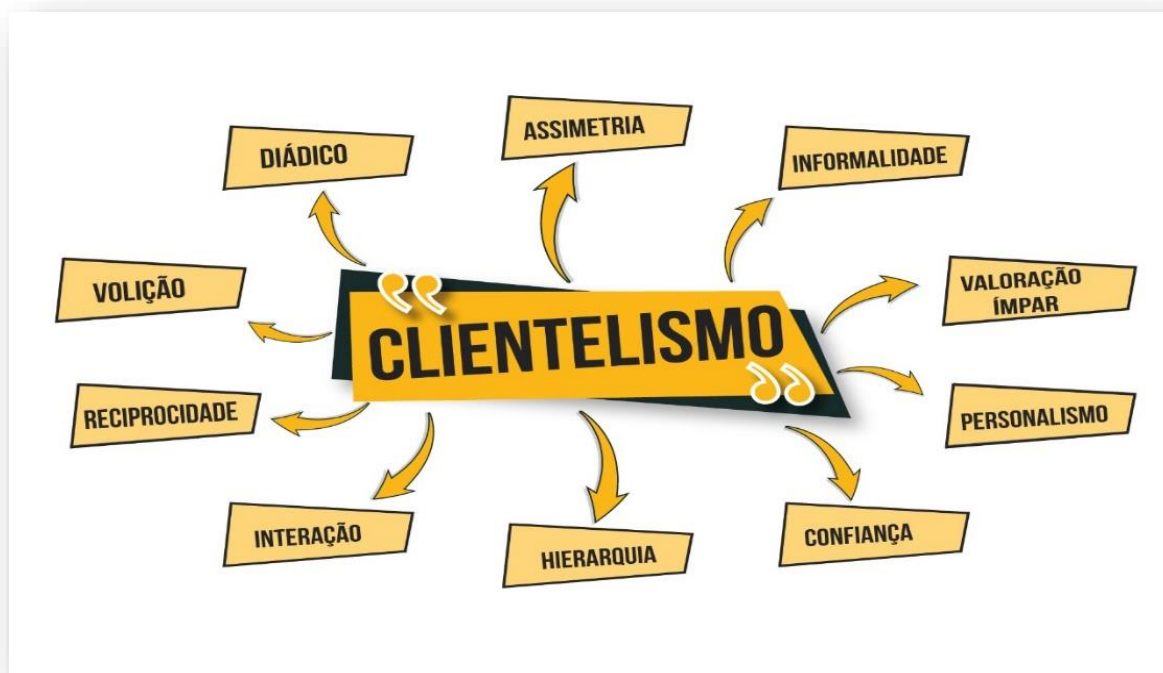 ASSIMETRIA
DIÁDICO
INFORMALIDADE
VOLIÇÃO
VALORAÇÃO
ÍMPAR
“CLIENTELISMO”
RECIPROCIDADE
PERSONALISMO
INTERAÇÃO
HIERARQUIA
CONFIANÇA